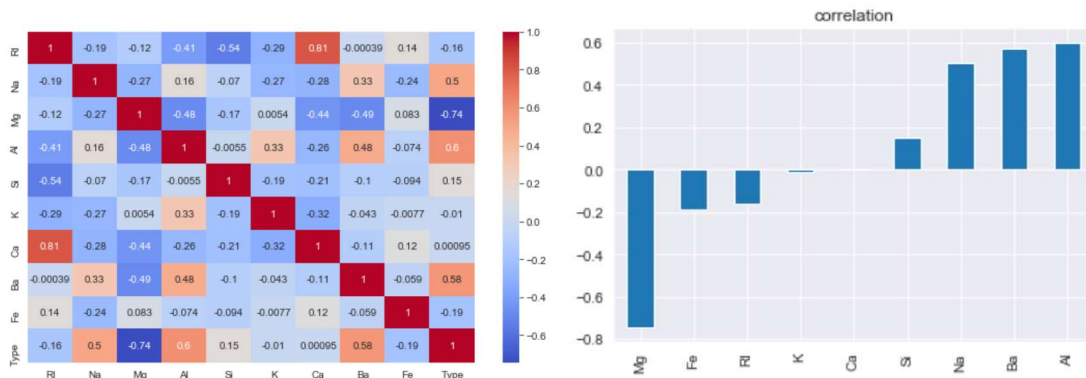 RI 1 -0.19 -0.12 -0.41 -0.54 -0.29 0.81 -0.00039 0.14 -0.16
Na -0.19 1 -0.27 0.16 -0.07 -0.27 -0.28 0.33 -0.24 0.5
Mg -0.12 -0.27 1 -0.48 -0.17 0.0054 -0.44 -0.49 0.083 -0.74
Al -0.41 0.16 -0.48 1 -0.0055 0.33 -0.26 0.48 -0.074 0.6
Si -0.54 -0.07 -0.17 -0.0055 1 -0.19 -0.21 -0.1 -0.094 0.15
K -0.29 -0.27 0.0054 0.33 -0.19 1 -0.32 -0.043 -0.0077 -0.01
Ca 0.81 -0.28 -0.44 -0.26 -0.21 -0.32 1 -0.11 0.12 0.00095
Ba -0.00039 0.33 -0.49 0.48 -0.1 -0.043 -0.11 1 -0.059 0.58
Fe 0.14 -0.24 0.083 -0.074 -0.094 -0.0077 0.12 -0.059 1 -0.19
Type -0.16 0.5 -0.74 0.6 0.15 -0.01 0.00095 0.58 -0.19 1
RI Na Mg Al Si K Ca Ba Fe Type
1.0
0.8
0.6
0.4
0.2
0.0
−0.2
−0.4
−0.6
correlation
0.6
0.4
0.2
0.0
−0.2
−0.4
−0.6
−0.8
Mg Fe RI K Ca Si Na Ba Al